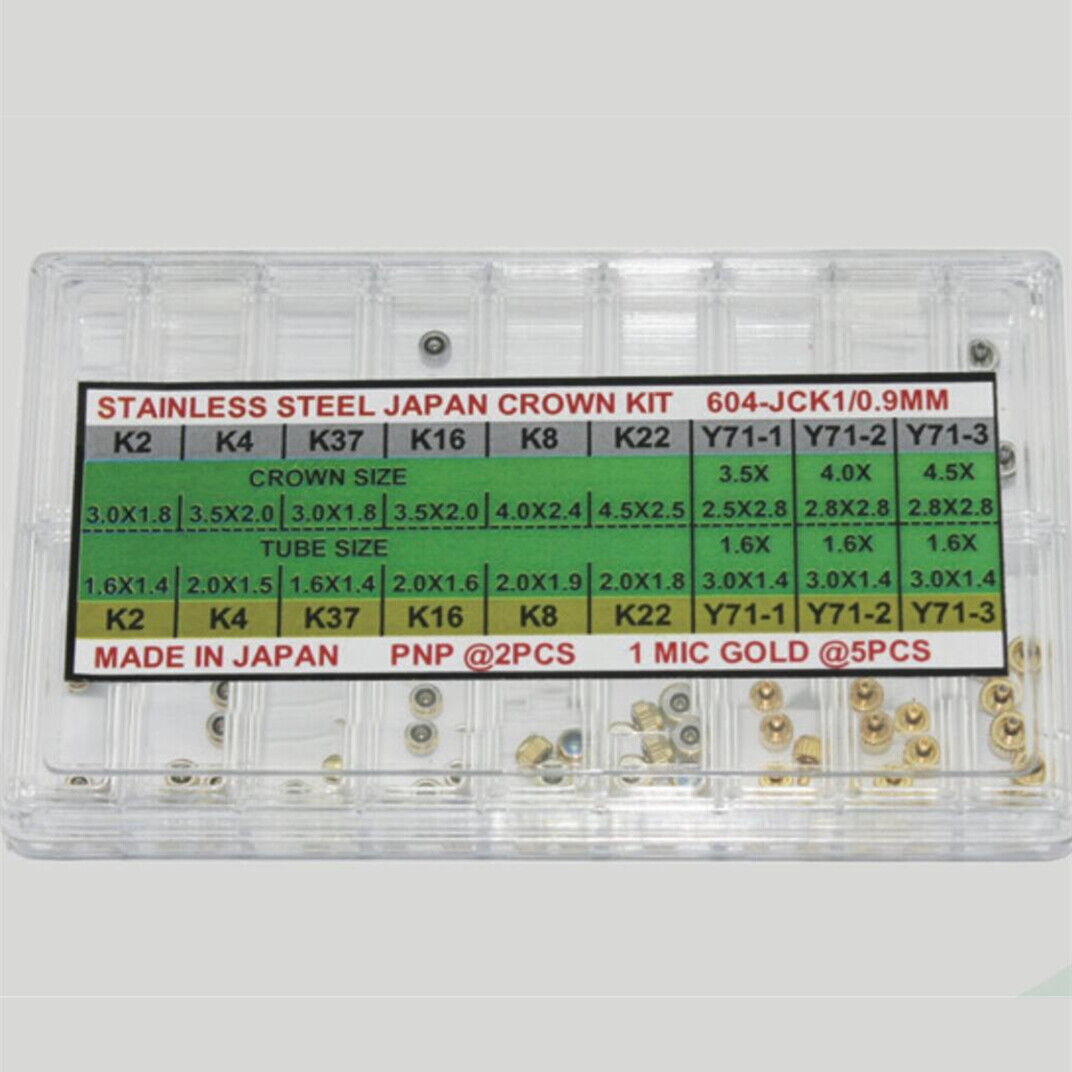 STAINLESS STEEL JAPAN CROWN KIT 604-JCK1/0.9MM
K2 K4 K37 K16 K8 K22 Y71-1 Y71-2 Y71-3
CROWN SIZE 3.5X 4.0X 4.5X
3.0X1.8 3.5X2.0 3.0X1.8 3.5X2.0 4.0X2.4 4.5X2.5 2.5X2.8 2.8X2.8 2.8X2.8
TUBE SIZE 1.6X 1.6X 1.6X
1.6X1.4 2.0X1.5 1.6X1.4 2.0X1.6 2.0X1.9 2.0X1.8 3.0X1.4 3.0X1.4 3.0X1.4
K2 K4 K37 K16 K8 K22 Y71-1 Y71-2 Y71-3
MADE IN JAPAN PNP @2PCS 1 MIC GOLD @5PCS